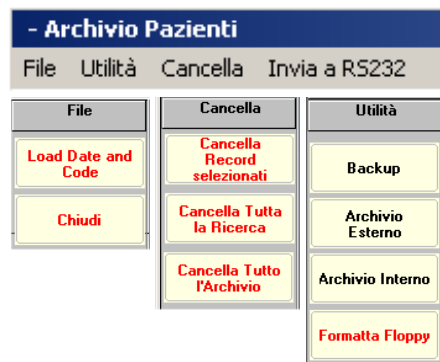 - Archivio Pazienti
File Utilità Cancella Invia a RS232
File
Load Date and
Code
Chiudi
Cancella
Cancella
Record
selezionati
Cancella Tutta
la Ricerca
Cancella Tutto
l'Archivio
Utilità
Backup
Archivio
Esterno
Archivio Interno
Formatta Floppy